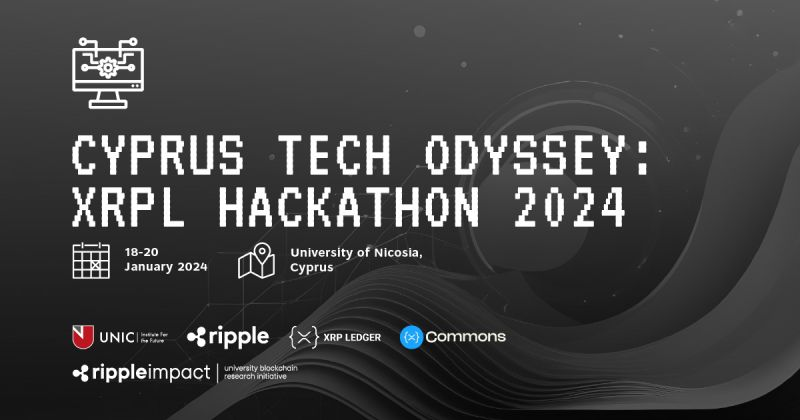 CYPRUS TECH ODYSSEY:
XRPL HACKATHON 2024
18-20
January 2024
University of Nicosia,
Cyprus
UNIC Institute For the Future
ripple
XRP LEDGER
Commons
rippleimpact
university blockchain
research initiative